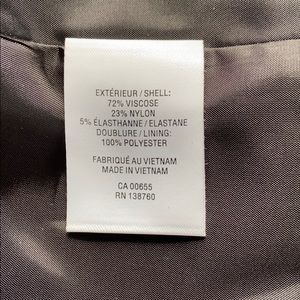 EXTÉRIEUR / SHELL:
72% VISCOSE
23% NYLON
5% ÉLASTHANNE / ELASTANE
DOUBLURE / LINING:
100% POLYESTER
FABRIQUÉ AU VIETNAM
MADE IN VIETNAM
CA 00655
RN 138760